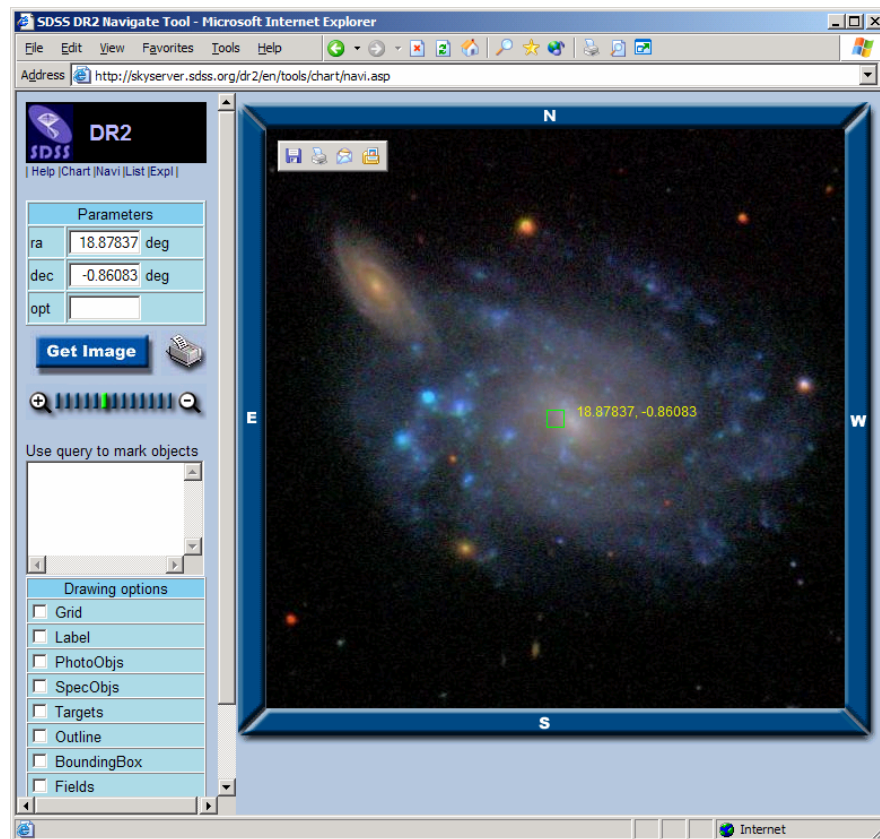 SDSS DR2 Navigate Tool - Microsoft Internet Explorer
File Edit View Favorites Tools Help
Address http://skyserver.sdss.org/dr2/en/tools/chart/navi.asp
SDSS
DR2
| Help |Chart |Navi |List |Expl |
Parameters
ra 18.87837 deg
dec -0.86083 deg
opt
Get Image
Use query to mark objects
Drawing options
Grid
Label
PhotoObjs
SpecObjs
Targets
Outline
BoundingBox
Fields
N
E
18.87837, -0.86083
W
S
Internet